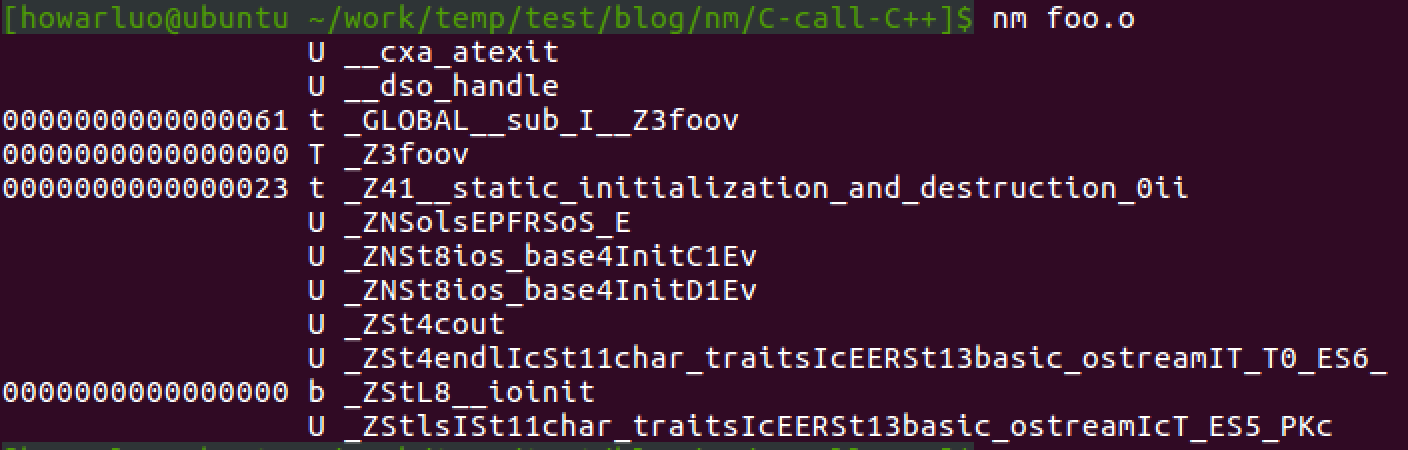 [howarluo@ubuntu ~/work/temp/test/blog/nm/C-call-C++]$ nm foo.o
U __cxa_atexit
U __dso_handle
0000000000000061 t _GLOBAL__sub_I__Z3foov
0000000000000000 T _Z3foov
0000000000000023 t _Z41__static_initialization_and_destruction_0ii
U _ZNSolsEPFRSoS_E
U _ZNSt8ios_base4InitC1Ev
U _ZNSt8ios_base4InitD1Ev
U _ZSt4cout
U _ZSt4endlIcSt11char_traitsIcEERSt13basic_ostreamIT_T0_ES6_
0000000000000000 b _ZStL8__ioinit
U _ZStlsISt11char_traitsIcEERSt13basic_ostreamIcT_ES5_PKc